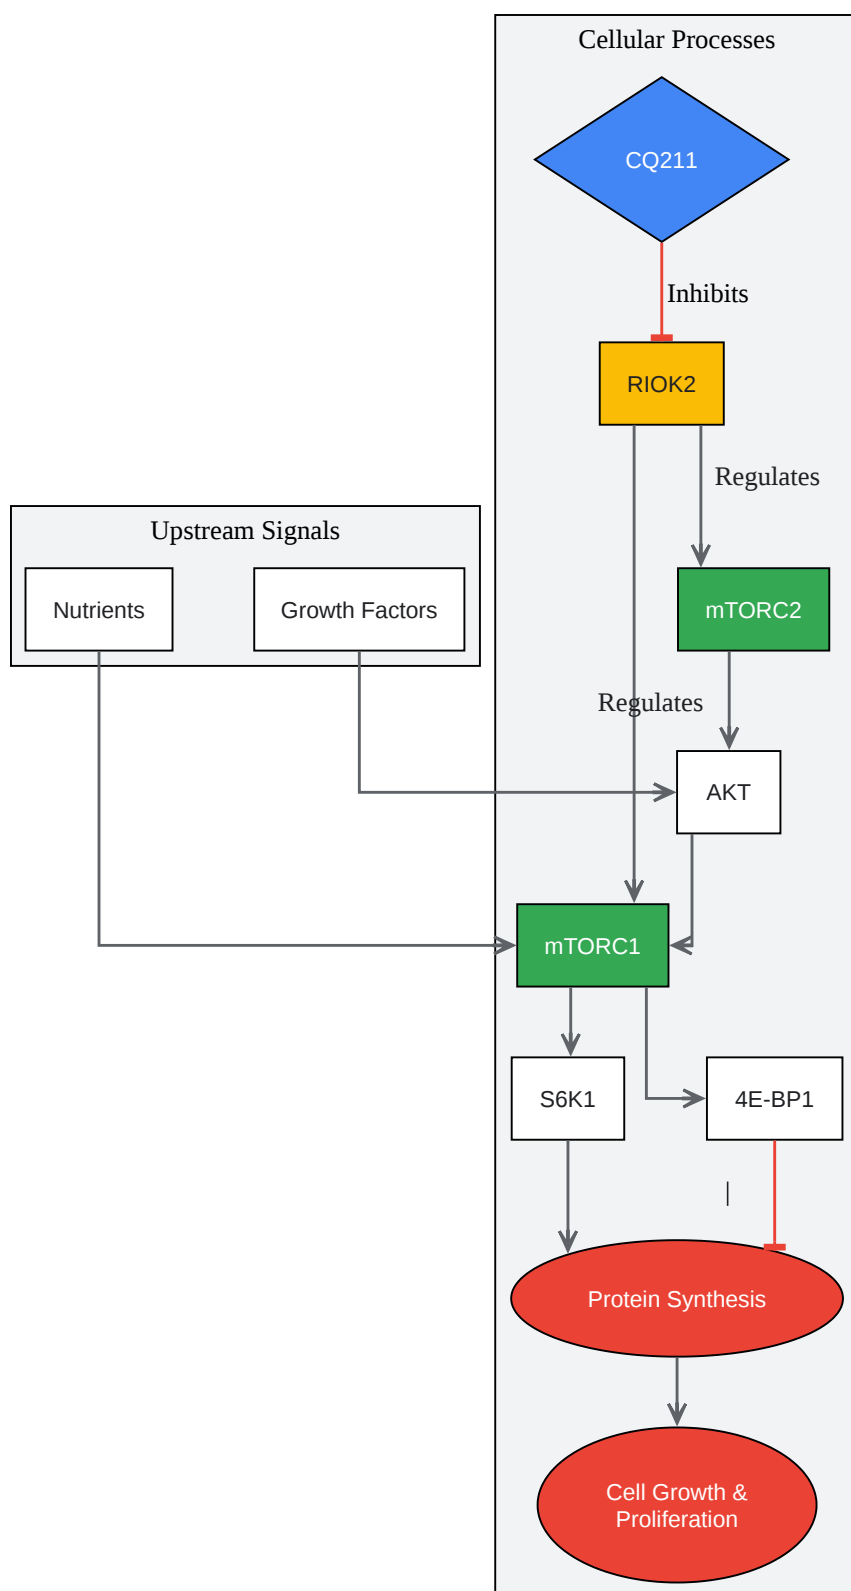 Cellular Processes
CQ211
Inhibits
RIOK2
Regulates
Upstream Signals
Nutrients
Growth Factors
mTORC2
Regulates
AKT
mTORC1
S6K1
4E-BP1
|
Protein Synthesis
Cell Growth &
Proliferation